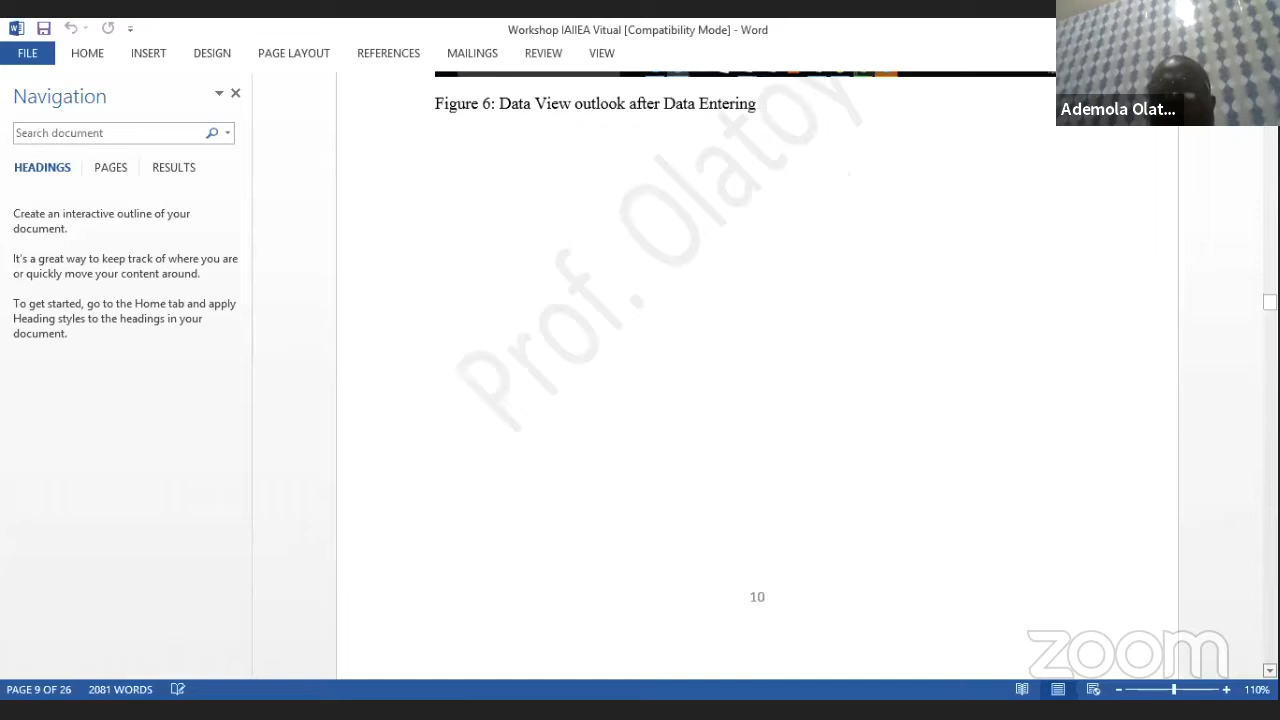 Workshop IAIIEA Vitual [Compatibility Mode] - Word
FILE HOME INSERT DESIGN PAGE LAYOUT REFERENCES MAILINGS REVIEW VIEW
Ademola Olat...
Navigation
Search document
HEADINGS PAGES RESULTS
Create an interactive outline of your
document.
It's a great way to keep track of where you are
or quickly move your content around.
To get started, go to the Home tab and apply
Heading styles to the headings in your
document.
Figure 6: Data View outlook after Data Entering
Prof. Olatoy
10
zoom
PAGE 9 OF 26 2081 WORDS 110%